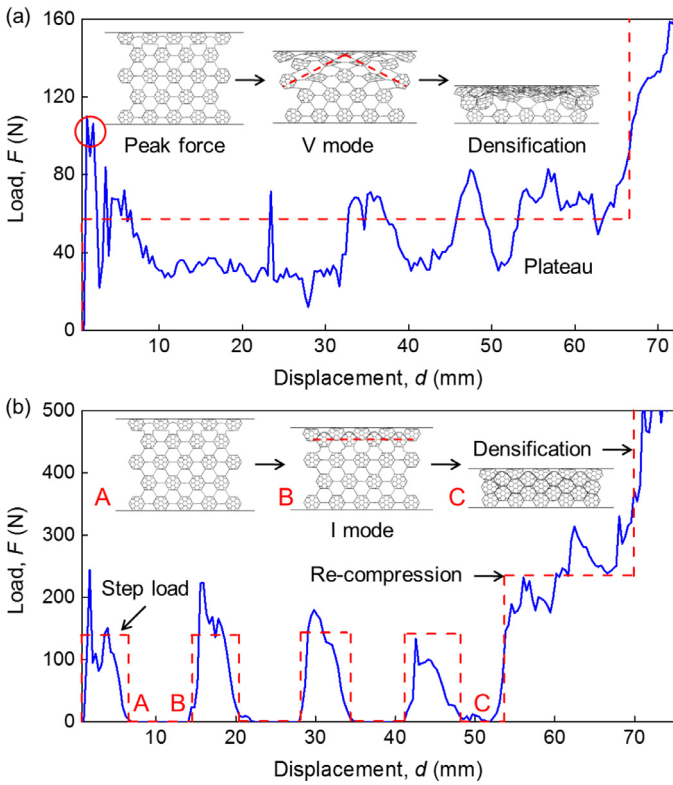 (a)
160
120
80
40
0
Load, F (N)
Peak force
V mode
Densification
Plateau
10 20 30 40 50 60 70
Displacement, d (mm)
(b)
500
400
300
200
100
0
Load, F (N)
A
B
C
I mode
Densification
Re-compression
Step load
A
B
C
10 20 30 40 50 60 70
Displacement, d (mm)